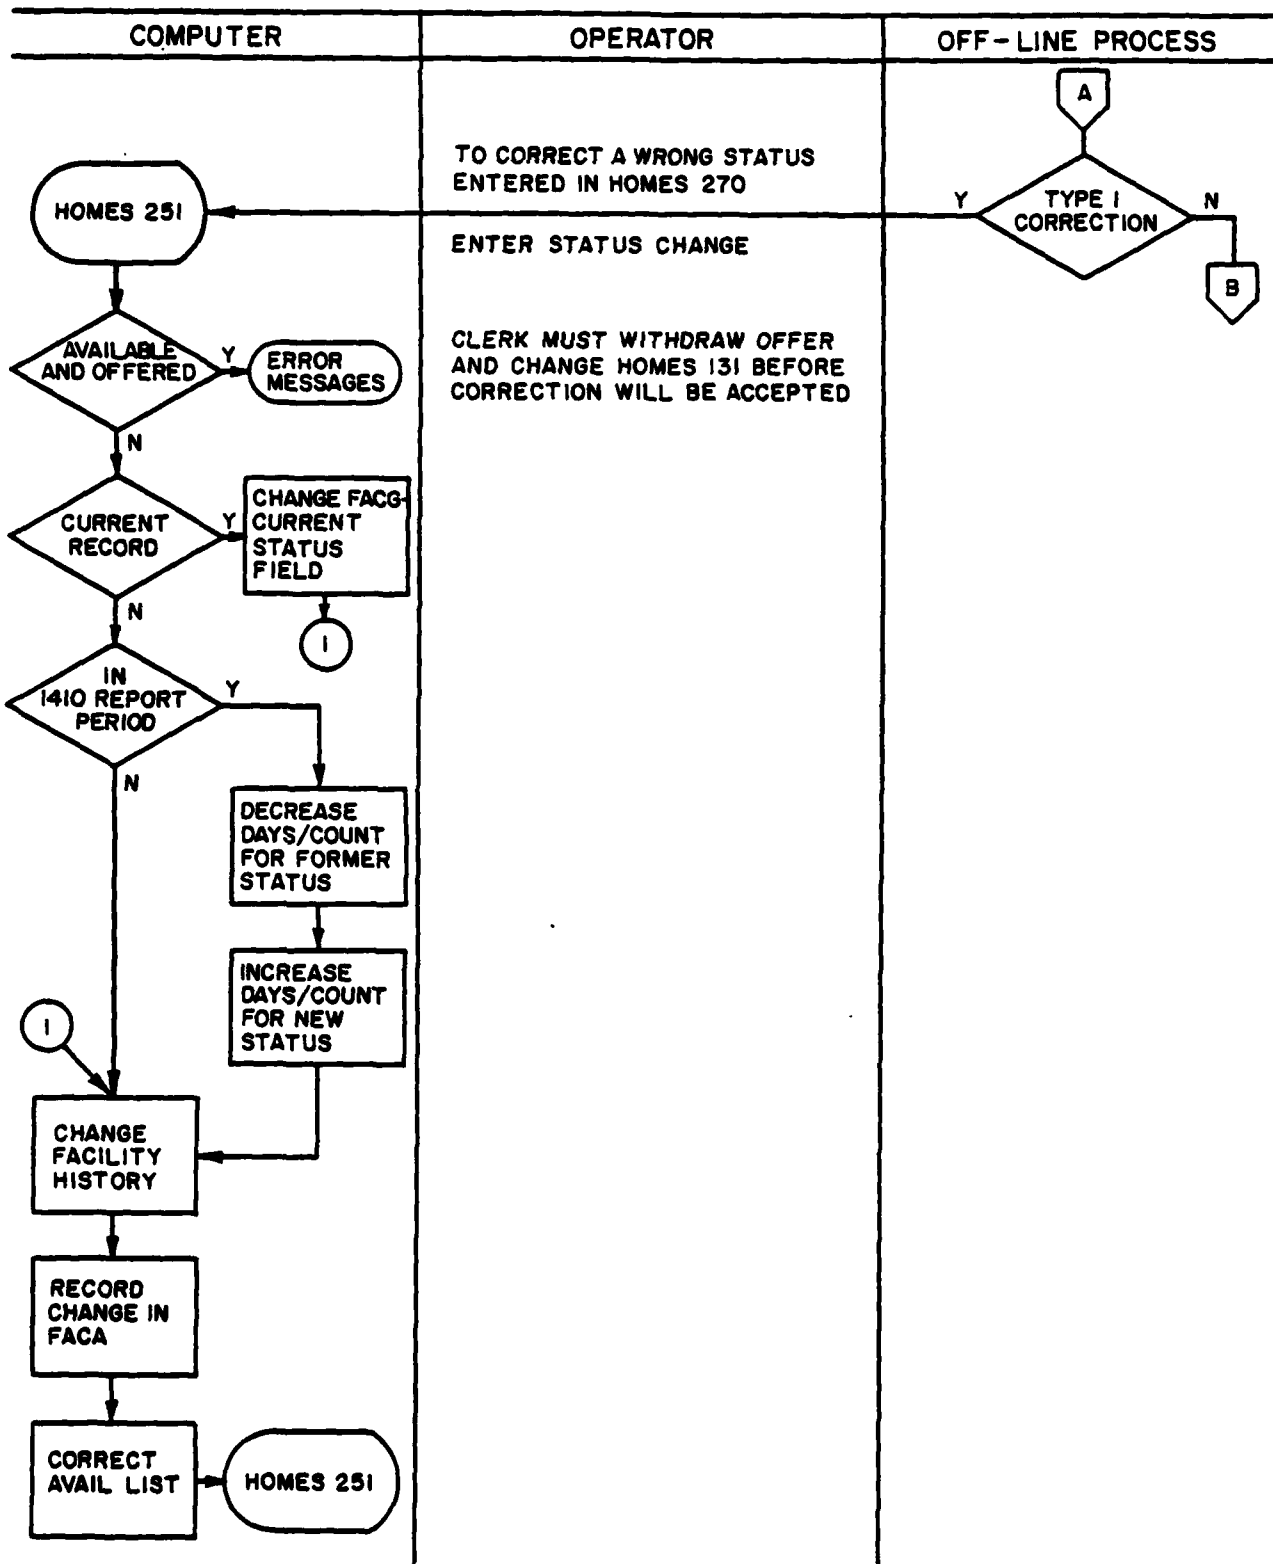 COMPUTER
OPERATOR
OFF-LINE PROCESS
A
TO CORRECT A WRONG STATUS
ENTERED IN HOMES 270
HOMES 251
Y
TYPE 1
CORRECTION
N
ENTER STATUS CHANGE
B
AVAILABLE
AND OFFERED
Y
ERROR
MESSAGES
CLERK MUST WITHDRAW OFFER
AND CHANGE HOMES 131 BEFORE
CORRECTION WILL BE ACCEPTED
N
CURRENT
RECORD
Y
CHANGE FACG-
CURRENT
STATUS
FIELD
N
1
IN
1410 REPORT
PERIOD
Y
N
DECREASE
DAYS/COUNT
FOR FORMER
STATUS
INCREASE
DAYS/COUNT
FOR NEW
STATUS
1
CHANGE
FACILITY
HISTORY
RECORD
CHANGE IN
FACA
CORRECT
AVAIL LIST
HOMES 251